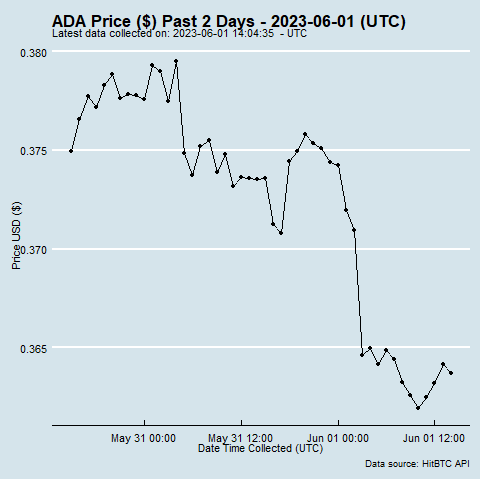 ADA Price ($) Past 2 Days - 2023-06-01 (UTC)
Latest data collected on: 2023-06-01 14:04:35  - UTC
0.380
0.375
0.370
0.365
Price USD ($)
May 31 00:00
May 31 12:00
Jun 01 00:00
Jun 01 12:00
Date Time Collected (UTC)
Data source: HitBTC API